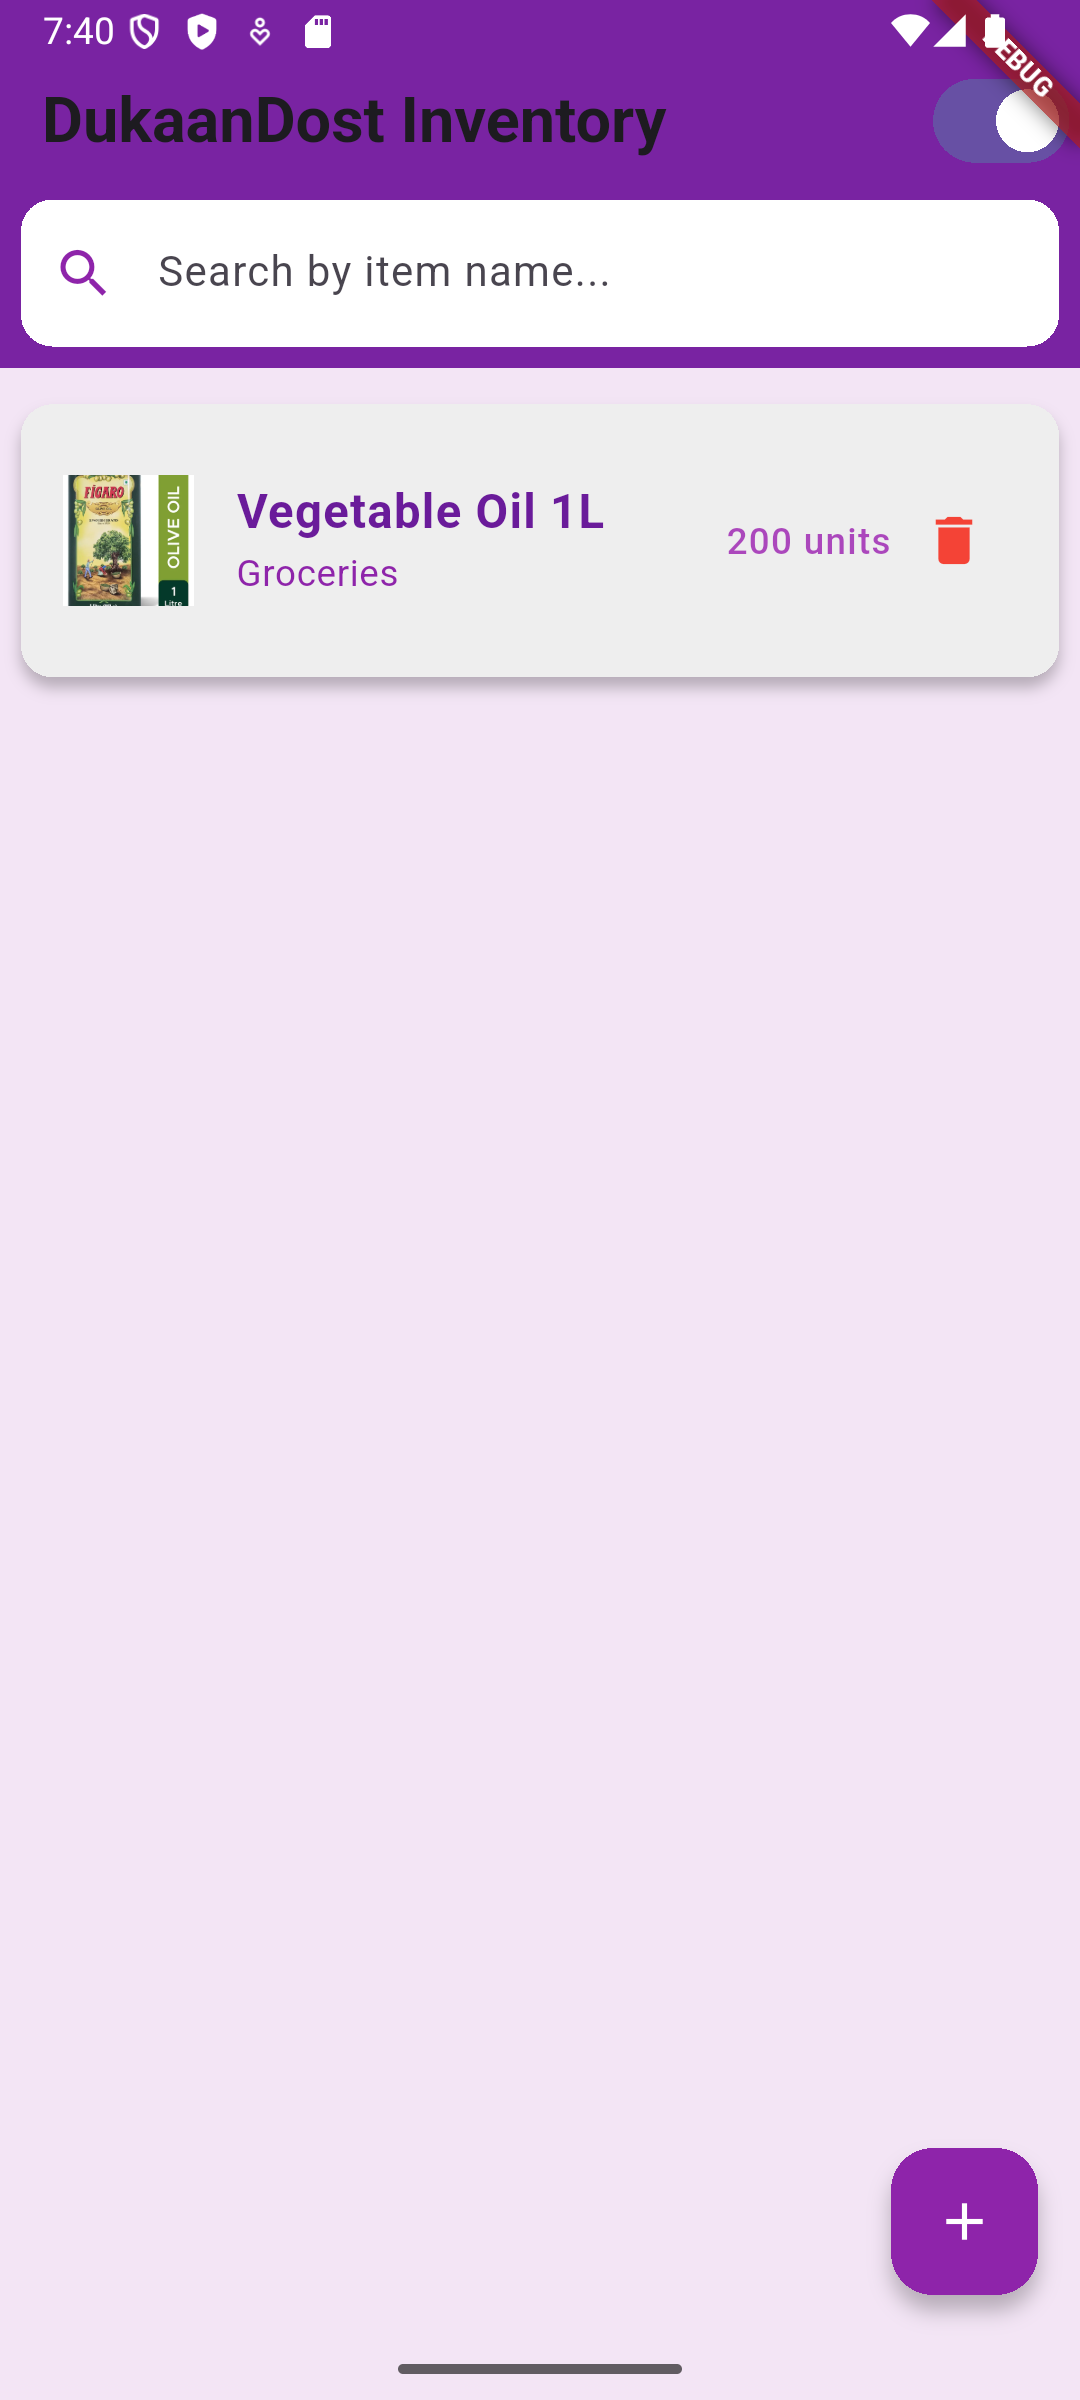 7:40
EBUG
DukaanDost Inventory
Search by item name...
FÍGARO
OLIVE OIL
1
Litre
Vegetable Oil 1L
Groceries
200 units